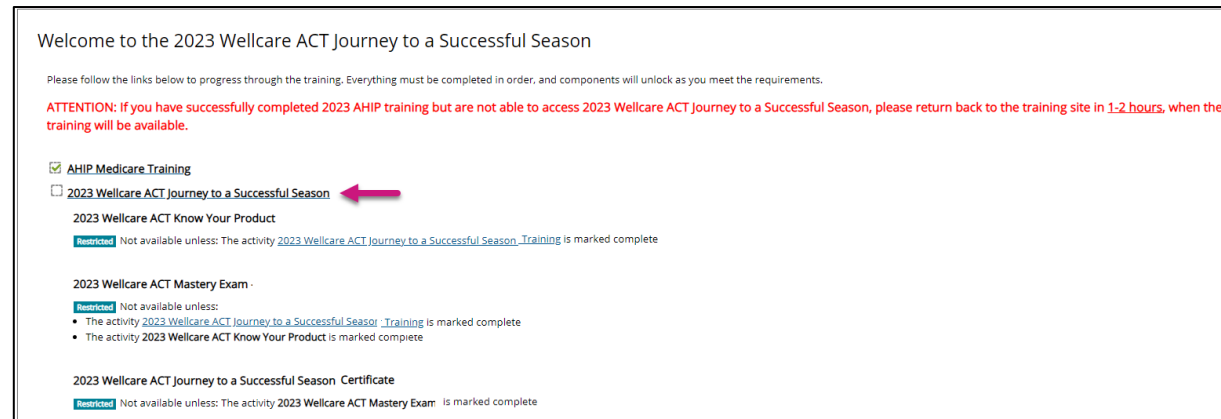 Welcome to the 2023 Wellcare ACT Journey to a Successful Season
Please follow the links below to progress through the training. Everything must be completed in order, and components will unlock as you meet the requirements.
ATTENTION: If you have successfully completed 2023 AHIP training but are not able to access 2023 Wellcare ACT Journey to a Successful Season, please return back to the training site in 1-2 hours, when the
training will be available.
AHIP Medicare Training
2023 Wellcare ACT Journey to a Successful Season
2023 Wellcare ACT Know Your Product
Restricted Not available unless: The activity 2023 Wellcare ACT Journey to a Successful Season Training is marked complete
2023 Wellcare ACT Mastery Exam
Restricted Not available unless:
• The activity 2023 Wellcare ACT Journey to a Successful Season Training is marked complete
• The activity 2023 Wellcare ACT Know Your Product is marked complete
2023 Wellcare ACT Journey to a Successful Season Certificate
Restricted Not available unless: The activity 2023 Wellcare ACT Mastery Exam is marked complete